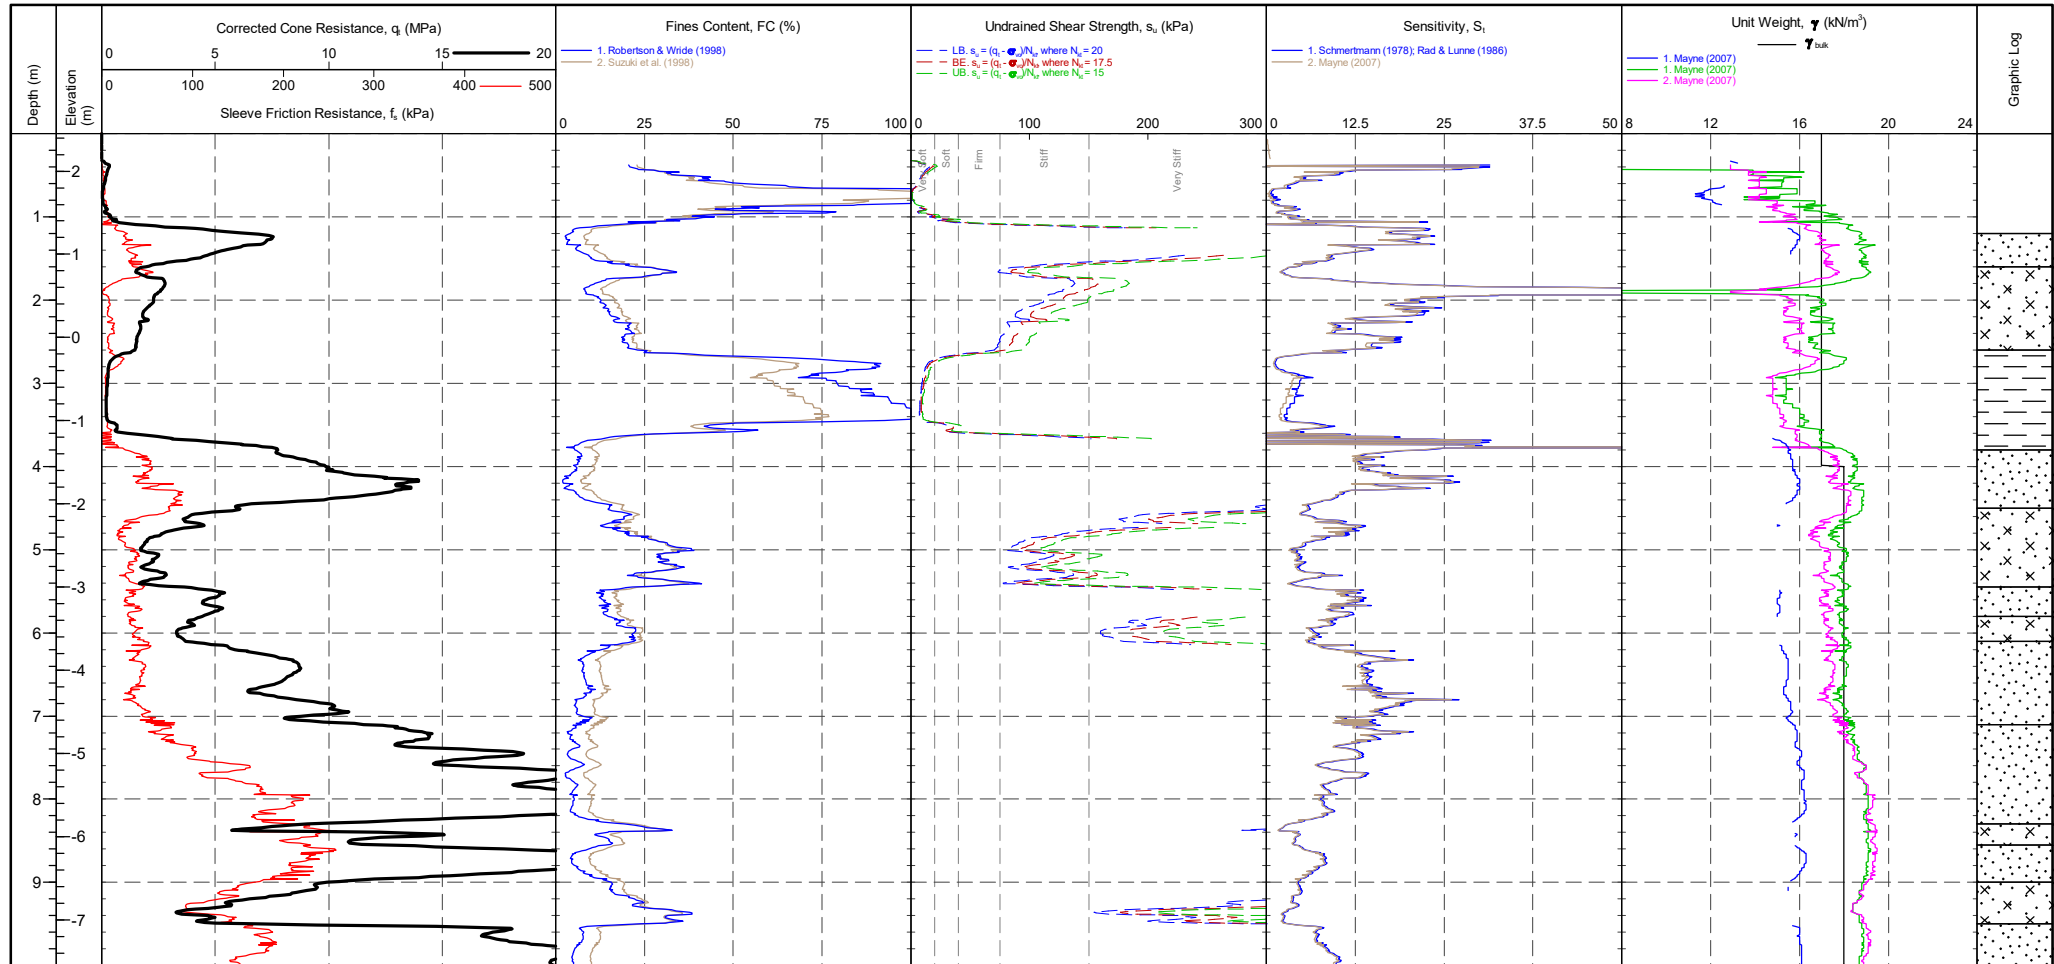 Corrected Cone Resistance, qt (MPa)
0 5 10 15 20
0 100 200 300 400 500
Sleeve Friction Resistance, fs (kPa)
Depth (m)
Elevation (m)
Fines Content, FC (%)
1. Robertson & Wride (1998)
2. Suzuki et al. (1998)
0 25 50 75 100
Undrained Shear Strength, su (kPa)
LB. su = (qt - σvo)/Nkt where Nkt = 20
BE. su = (qt - σvo)/Nkt where Nkt = 17.5
UB. su = (qt - σvo)/Nkt where Nkt = 15
0 100 200 300
Very Soft
Soft
Firm
Stiff
Very Stiff
Sensitivity, St
1. Schmertmann (1978); Rad & Lunne (1986)
2. Mayne (2007)
0 12.5 25 37.5 50
Unit Weight, γ (kN/m3)
γbulk
1. Mayne (2007)
1. Mayne (2007)
2. Mayne (2007)
8 12 16 20 24
Graphic Log
1
2
3
4
5
6
7
8
9
2
1
0
-1
-2
-3
-4
-5
-6
-7